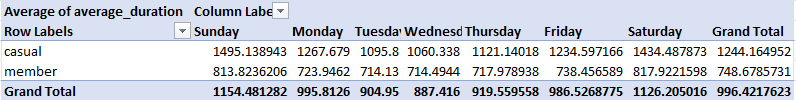 Average of average_duration Column Labe
Row Labels Sunday Monday Tuesday Wednesd Thursday Friday Saturday Grand Total
casual 1495.138943 1267.679 1095.8 1060.338 1121.14018 1234.597166 1434.487873 1244.164952
member 813.8236206 723.9462 714.13 714.4944 717.978938 738.456589 817.9221598 748.6785731
Grand Total 1154.481282 995.8126 904.95 887.416 919.559558 986.5268775 1126.205016 996.4217623